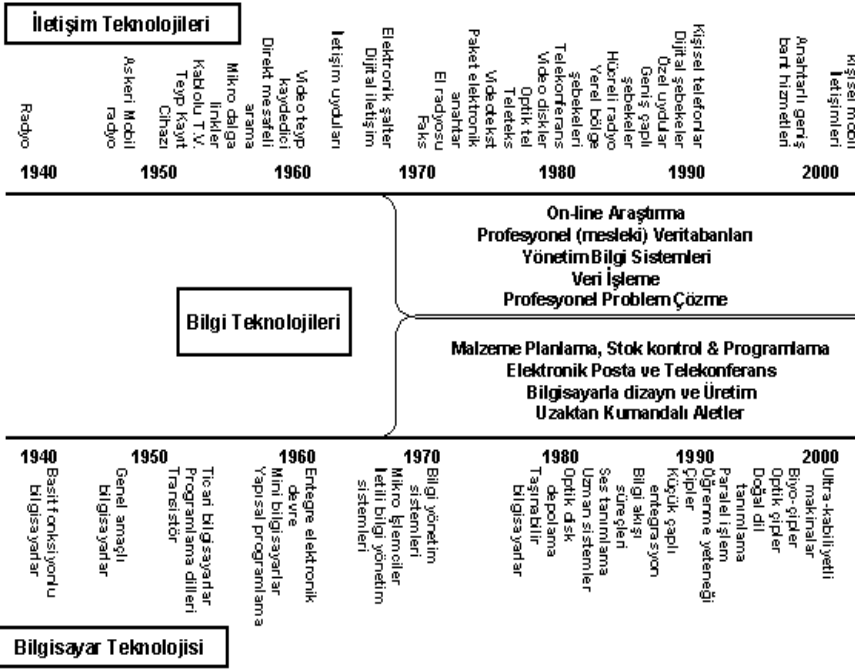 İletişim Teknolojileri
Radyo
Askeri Mobil
radyo
Kablolu T.V.
Teyp Kayıt
Cihazı
Mikro dalga
linkler
Direkt mesafeli
arama
Video teyp
kaydedici
İletişim uyduları
Elektronik şalter
Dijital iletişim
Faks
El radyosu
Paket elektronik
anahtar
Videotekst
Teleteks
Optik tel
Video diskler
Telekonferans
şebekeleri
Yerel bölge
Hücreli radyo
şebekeler
Geniş çaplı
Özel uydular
Dijital şebekeler
Kişisel telefonlar
Anahtarlı geniş
bant hizmetleri
Kişisel mobil
İletişimleri
1940 1950 1960 1970 1980 1990 2000
On-line Araştırma
Profesyonel (mesleki) Veritabanları
Yönetim Bilgi Sistemleri
Veri İşleme
Profesyonel Problem Çözme
Bilgi Teknolojileri
Malzeme Planlama, Stok kontrol & Programlama
Elektronik Posta ve Telekonferans
Bilgisayarla dizayn ve Üretim
Uzaktan Kumandalı Aletler
1940 1950 1960 1970 1980 1990 2000
Basit fonksiyonlu
bilgisayarlar
Genel amaçlı
bilgisayarlar
Ticari bilgisayarlar
Programlama dilleri
Transistör
Entegre elektronik
devre
Mini bilgisayarlar
Yapısal programlama
Bilgi yönetim
sistemleri
Mikro İşlemciler
İletili bilgi yönetim
sistemleri
Taşınabilir
bilgisayarlar
Optik disk
depolama
Uzman sistemler
Ses tanımlama
süreçleri
Bilgi akışı
entegrasyon
Küçük çaplı
Çipler
Öğrenme yeteneği
Paralel işlem
tanımlama
Doğal dil
Optik çipler
Biyo-çipler
Ultra-kabiliyetli
makinalar
Bilgisayar Teknolojisi